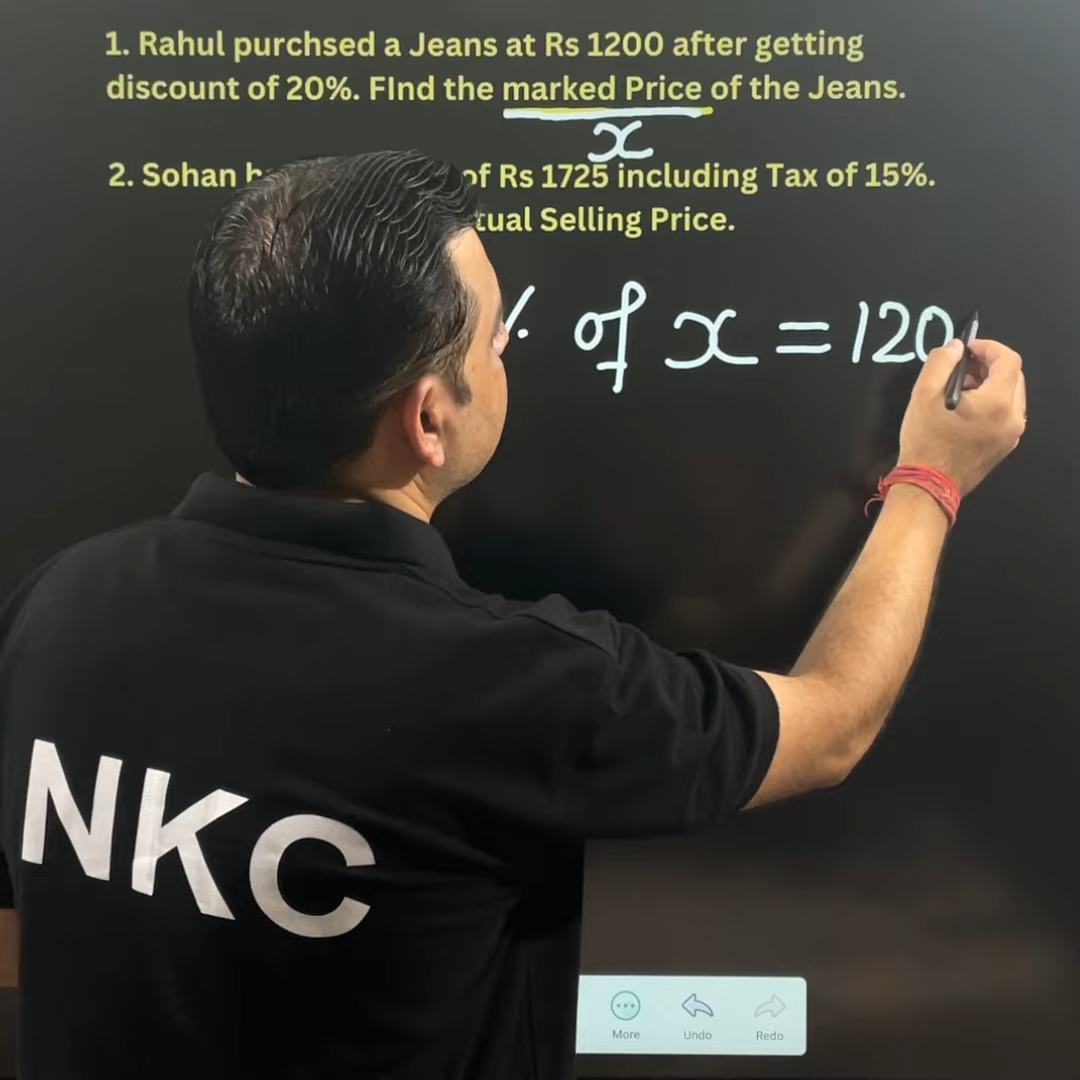 1. Rahul purchsed a Jeans at Rs 1200 after getting
discount of 20%. FInd the marked Price of the Jeans.
x
2. Sohan of Rs 1725 including Tax of 15%.
Selling Price.
% of x = 120
NKC
More Undo Redo